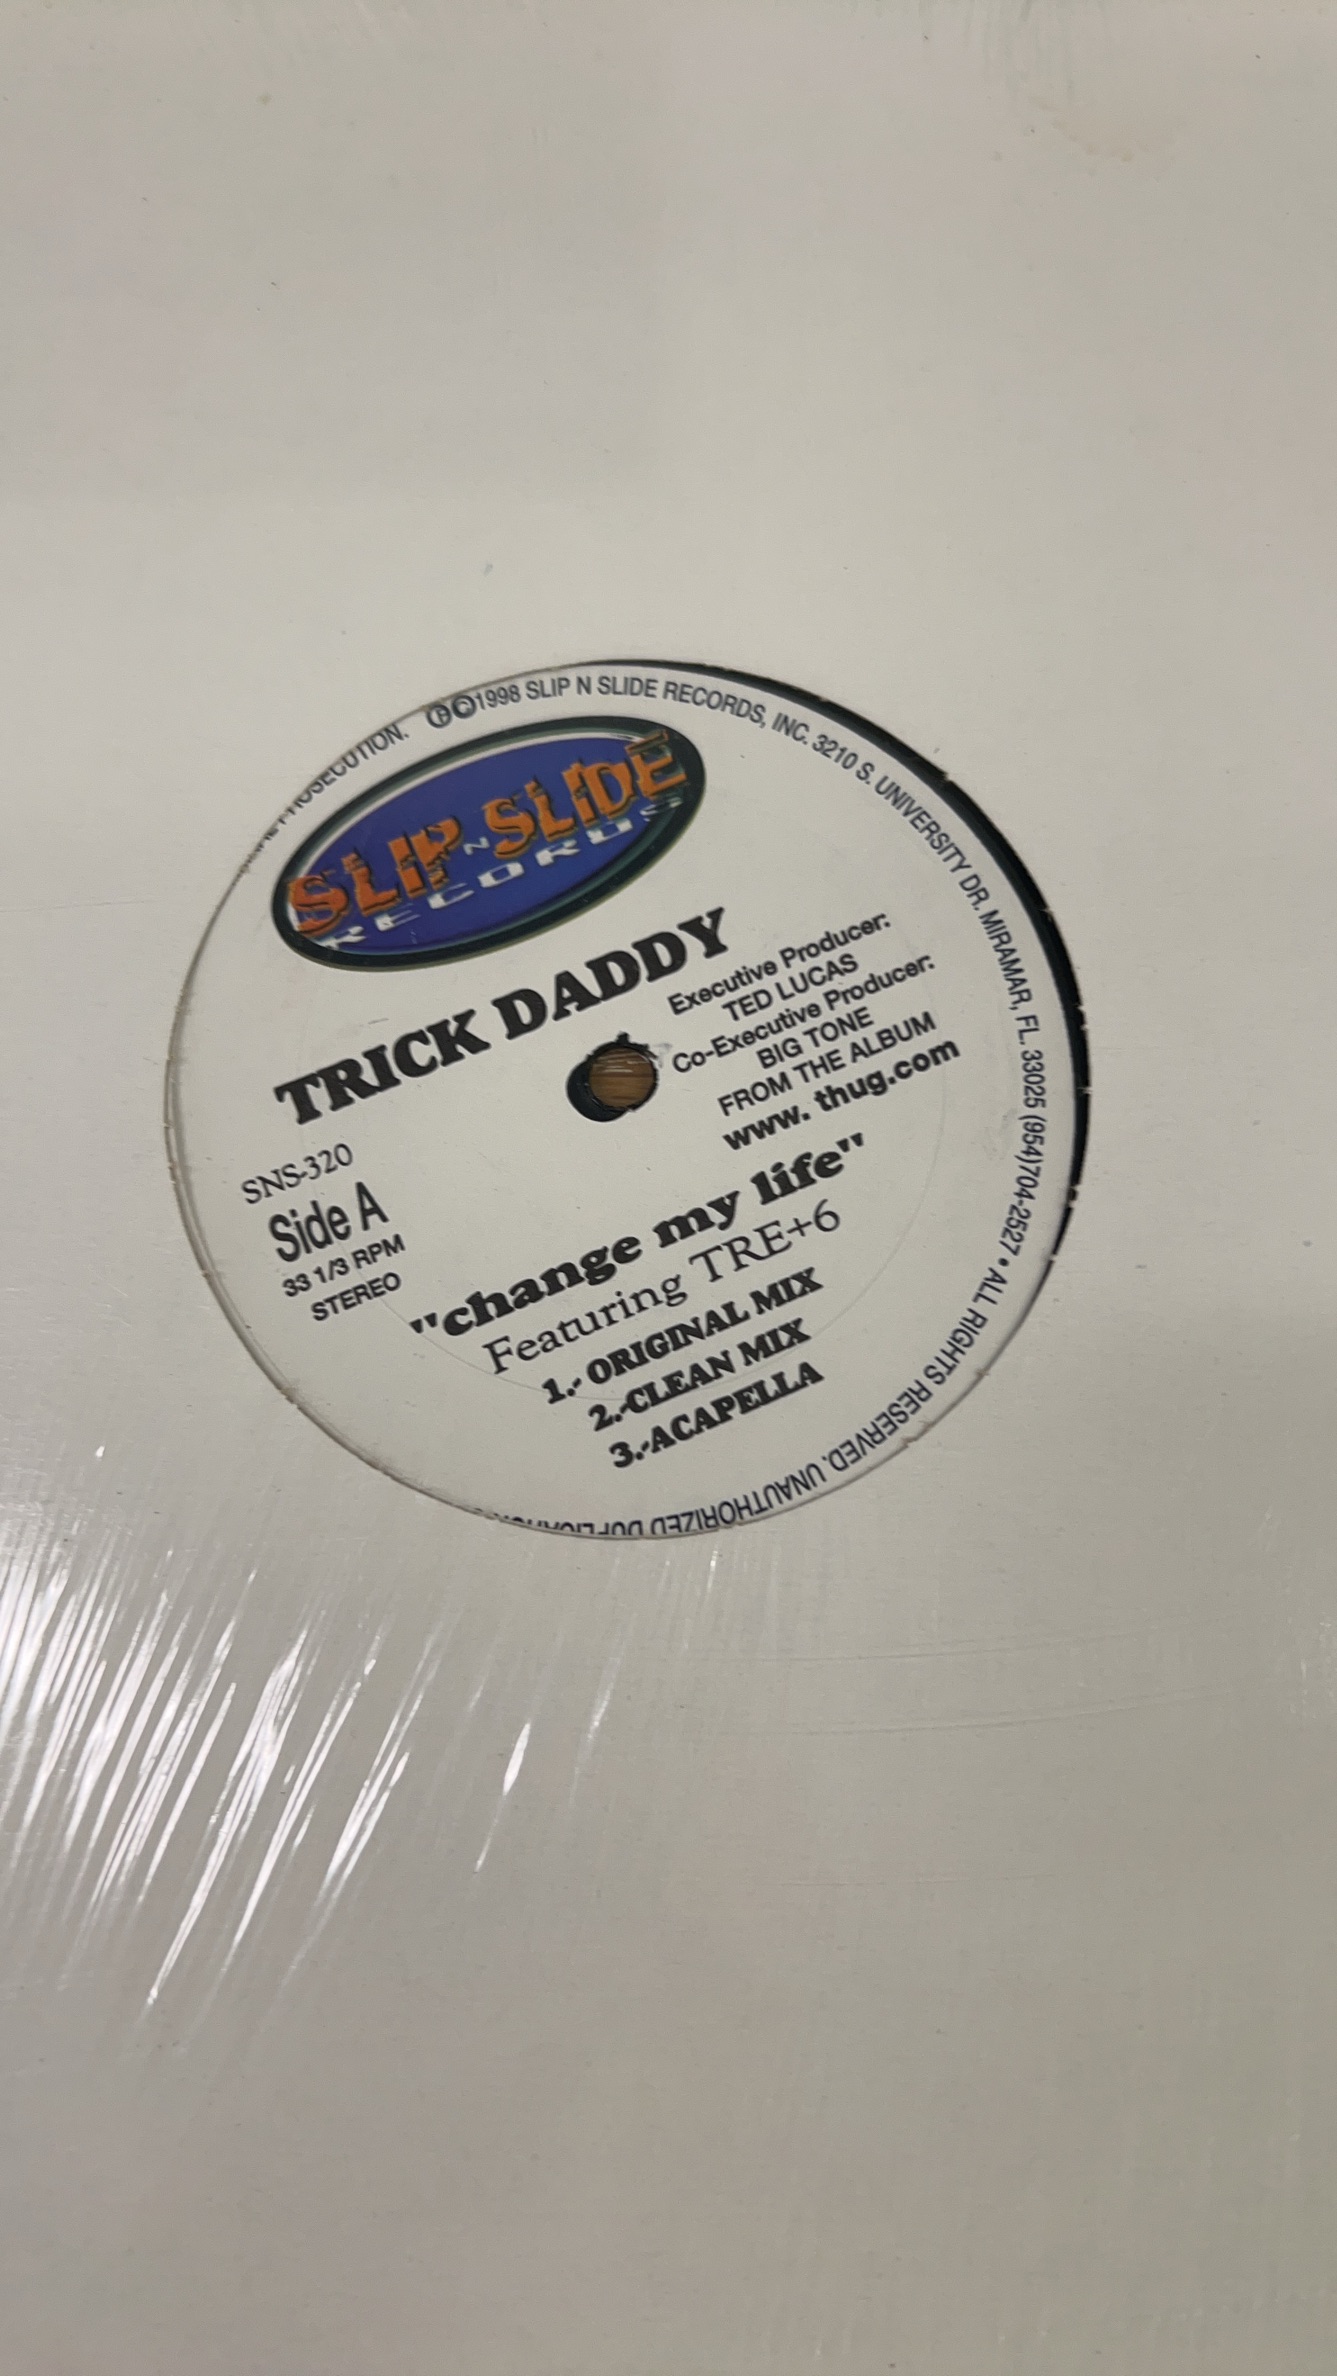 SLIP N SLIDE
RECORDS
TRICK DADDY
Executive Producer:
TED LUCAS
Co-Executive Producer:
BIG TONE
FROM THE ALBUM
www. thug.com
SNS-320
Side A
33 1/3 RPM
STEREO
"change my life"
Featuring TRE+6
1.- ORIGINAL MIX
2.-CLEAN MIX
3.-ACAPELLA
℗©1998 SLIP N SLIDE RECORDS, INC. 3210 S. UNIVERSITY DR. MIRAMAR, FL. 33025 (954)704-2527 • ALL RIGHTS RESERVED. UNAUTHORIZED DUPLICATION PROSECUTION.